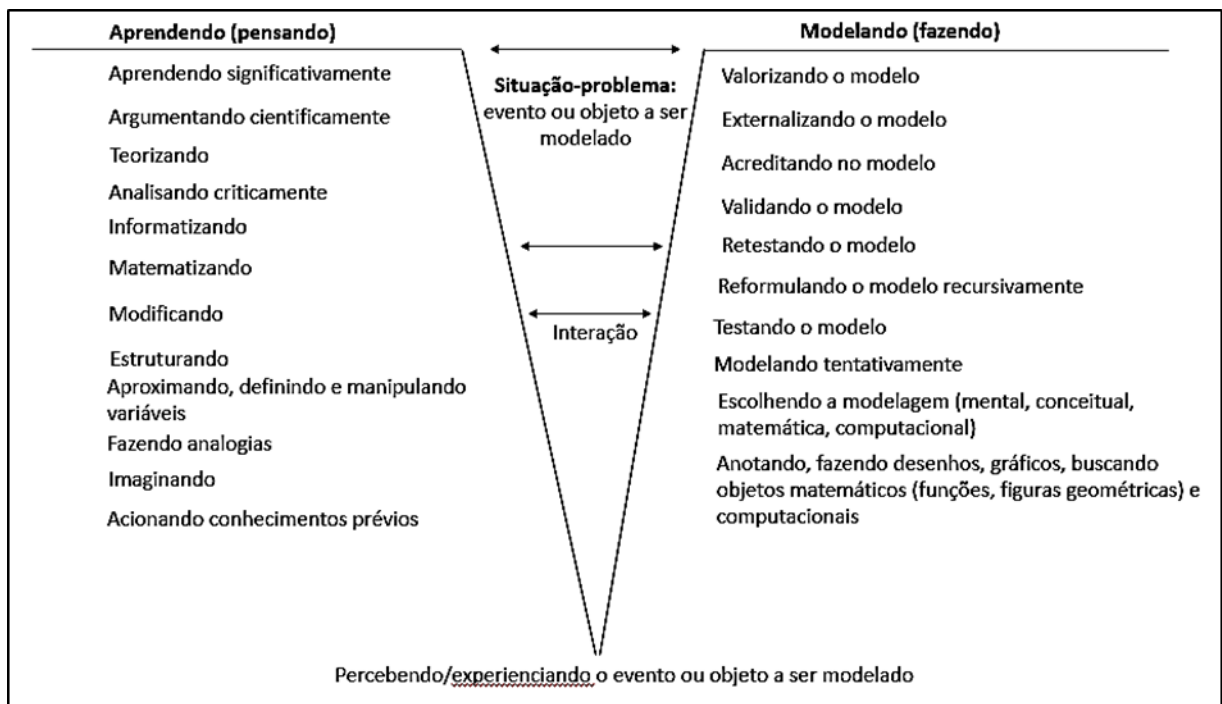 Aprendendo (pensando)
Aprendendo significativamente
Argumentando cientificamente
Teorizando
Analisando criticamente
Informatizando
Matematizando
Modificando
Estruturando
Aproximando, definindo e manipulando
variáveis
Fazendo analogias
Imaginando
Acionando conhecimentos prévios
Situação-problema:
evento ou objeto a ser
modelado
Interação
Modelando (fazendo)
Valorizando o modelo
Externalizando o modelo
Acreditando no modelo
Validando o modelo
Retestando o modelo
Reformulando o modelo recursivamente
Testando o modelo
Modelando tentativamente
Escolhendo a modelagem (mental, conceitual,
matemática, computacional)
Anotando, fazendo desenhos, gráficos, buscando
objetos matemáticos (funções, figuras geométricas) e
computacionais
Percebendo/experienciando o evento ou objeto a ser modelado